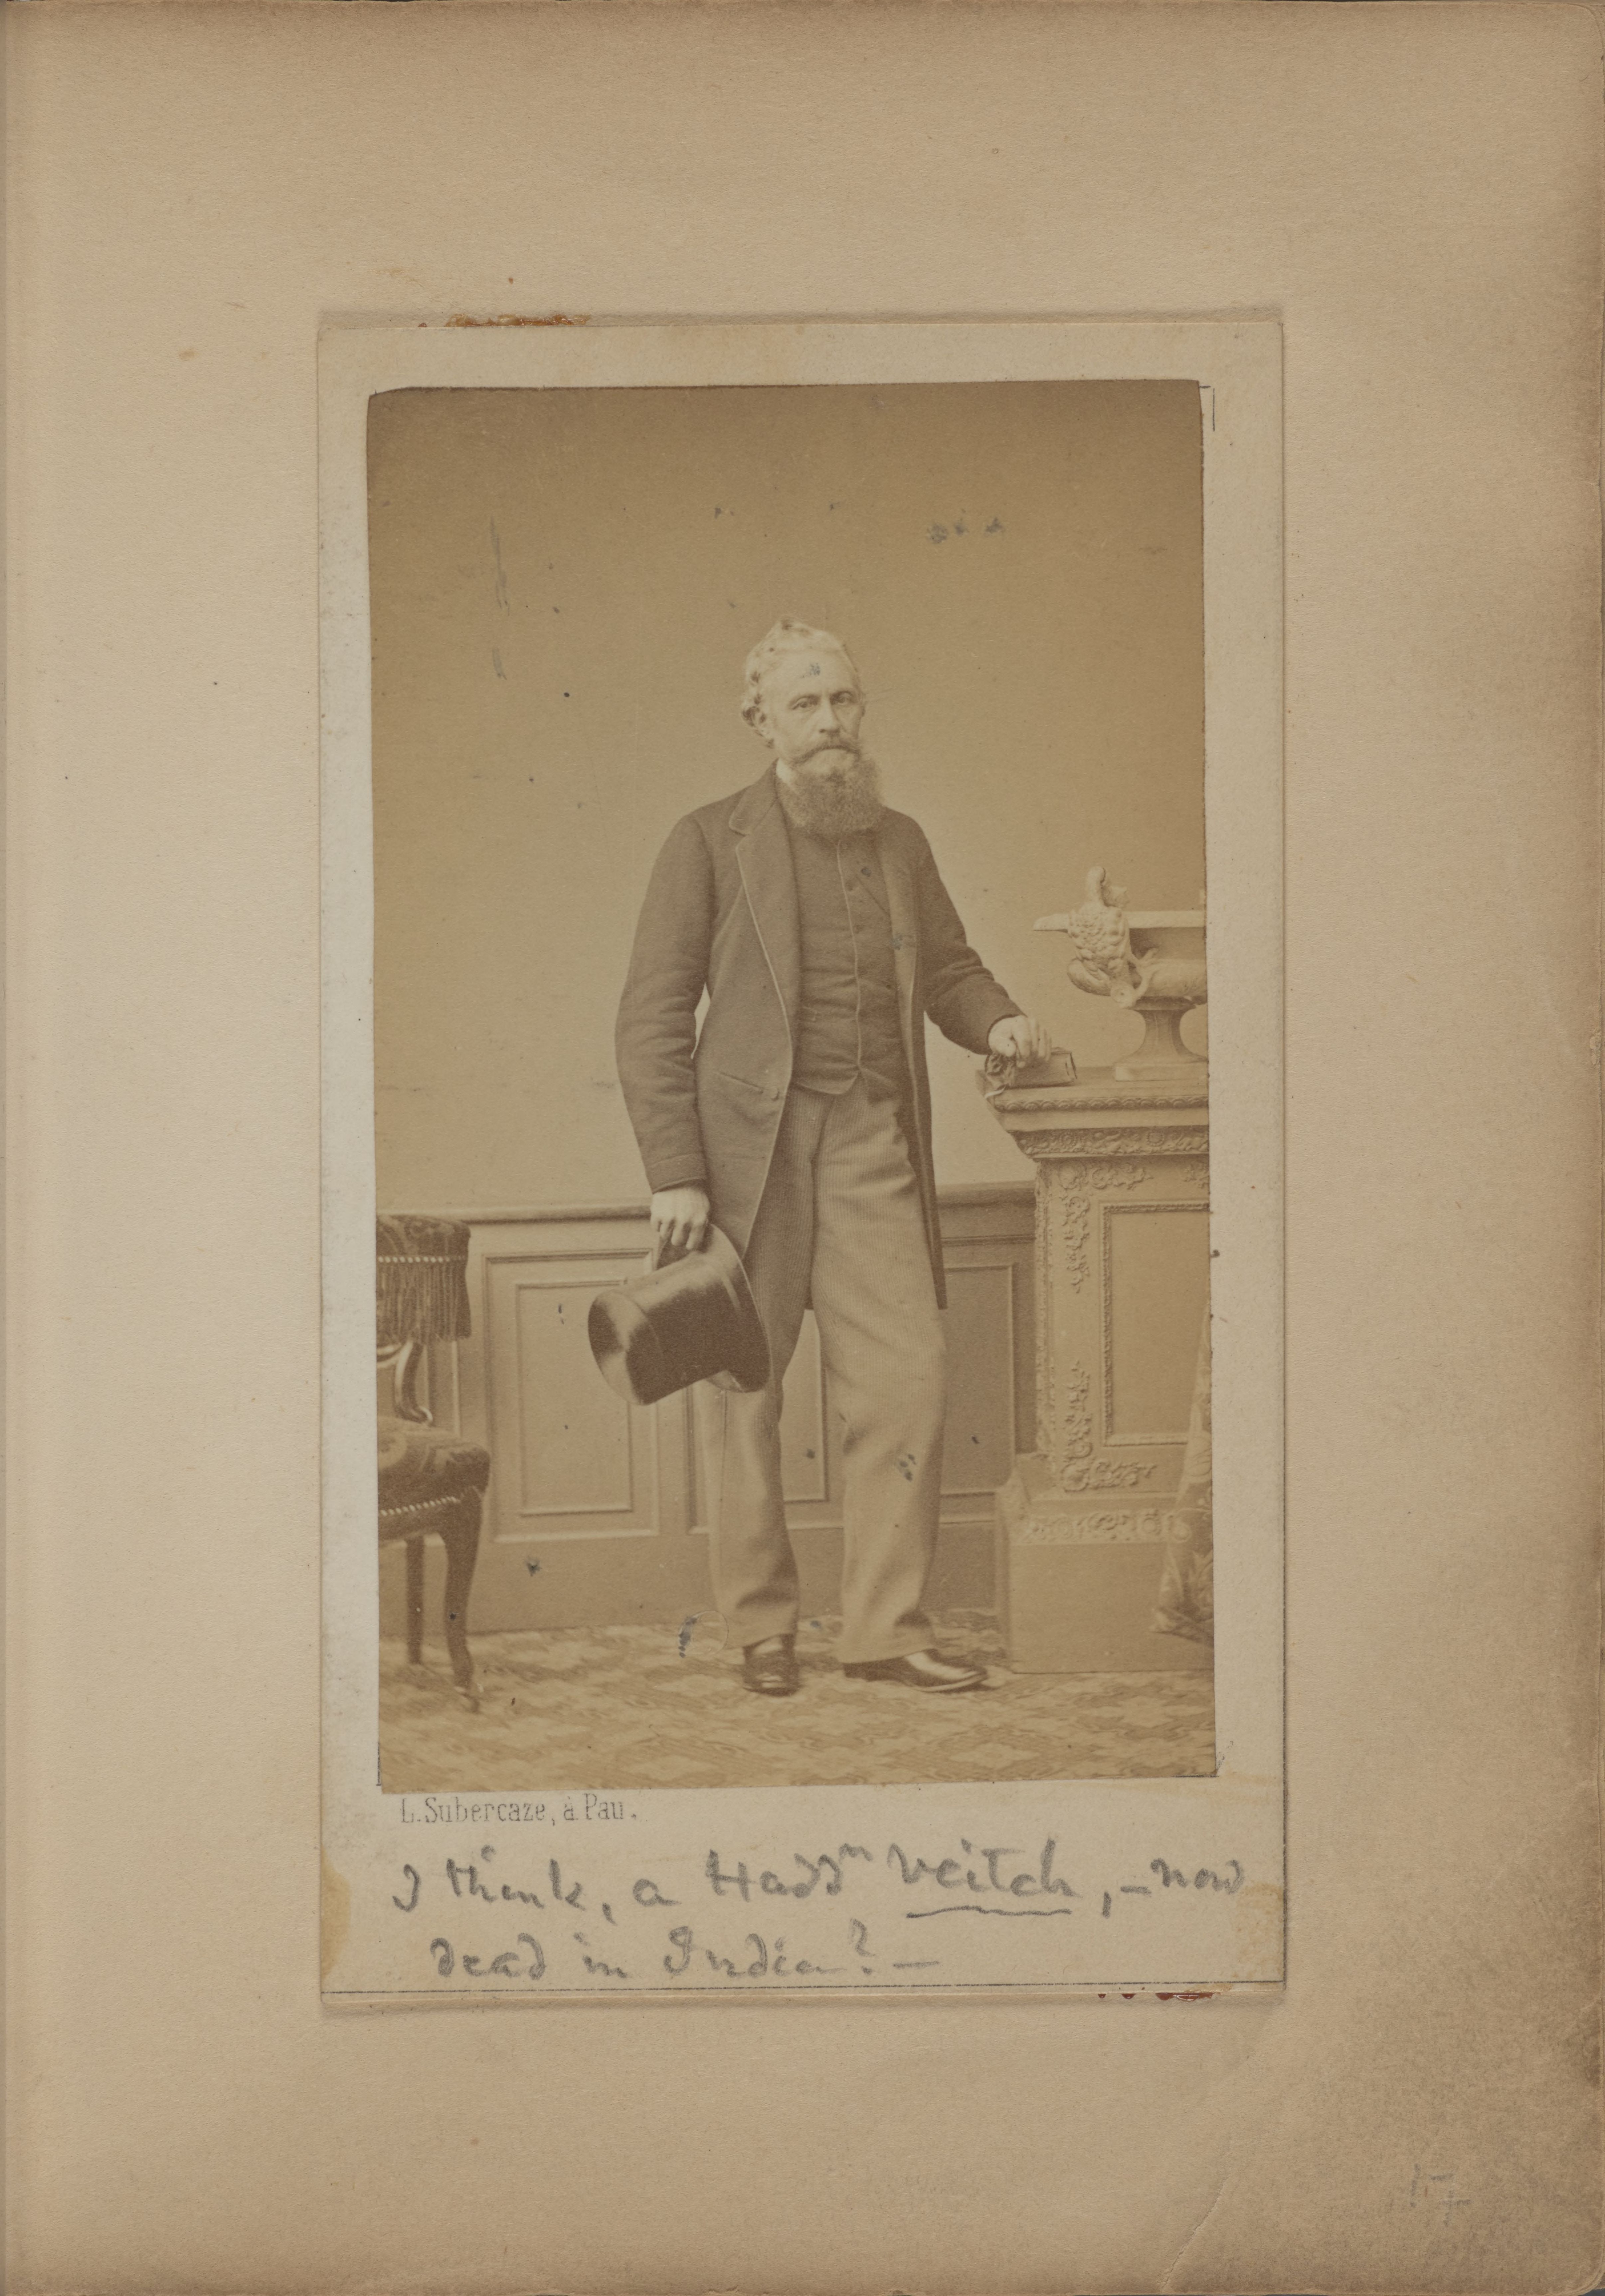 L. Subercaze, à Pau.
I think, a Hadd^n Veitch, – now
dead in India? –